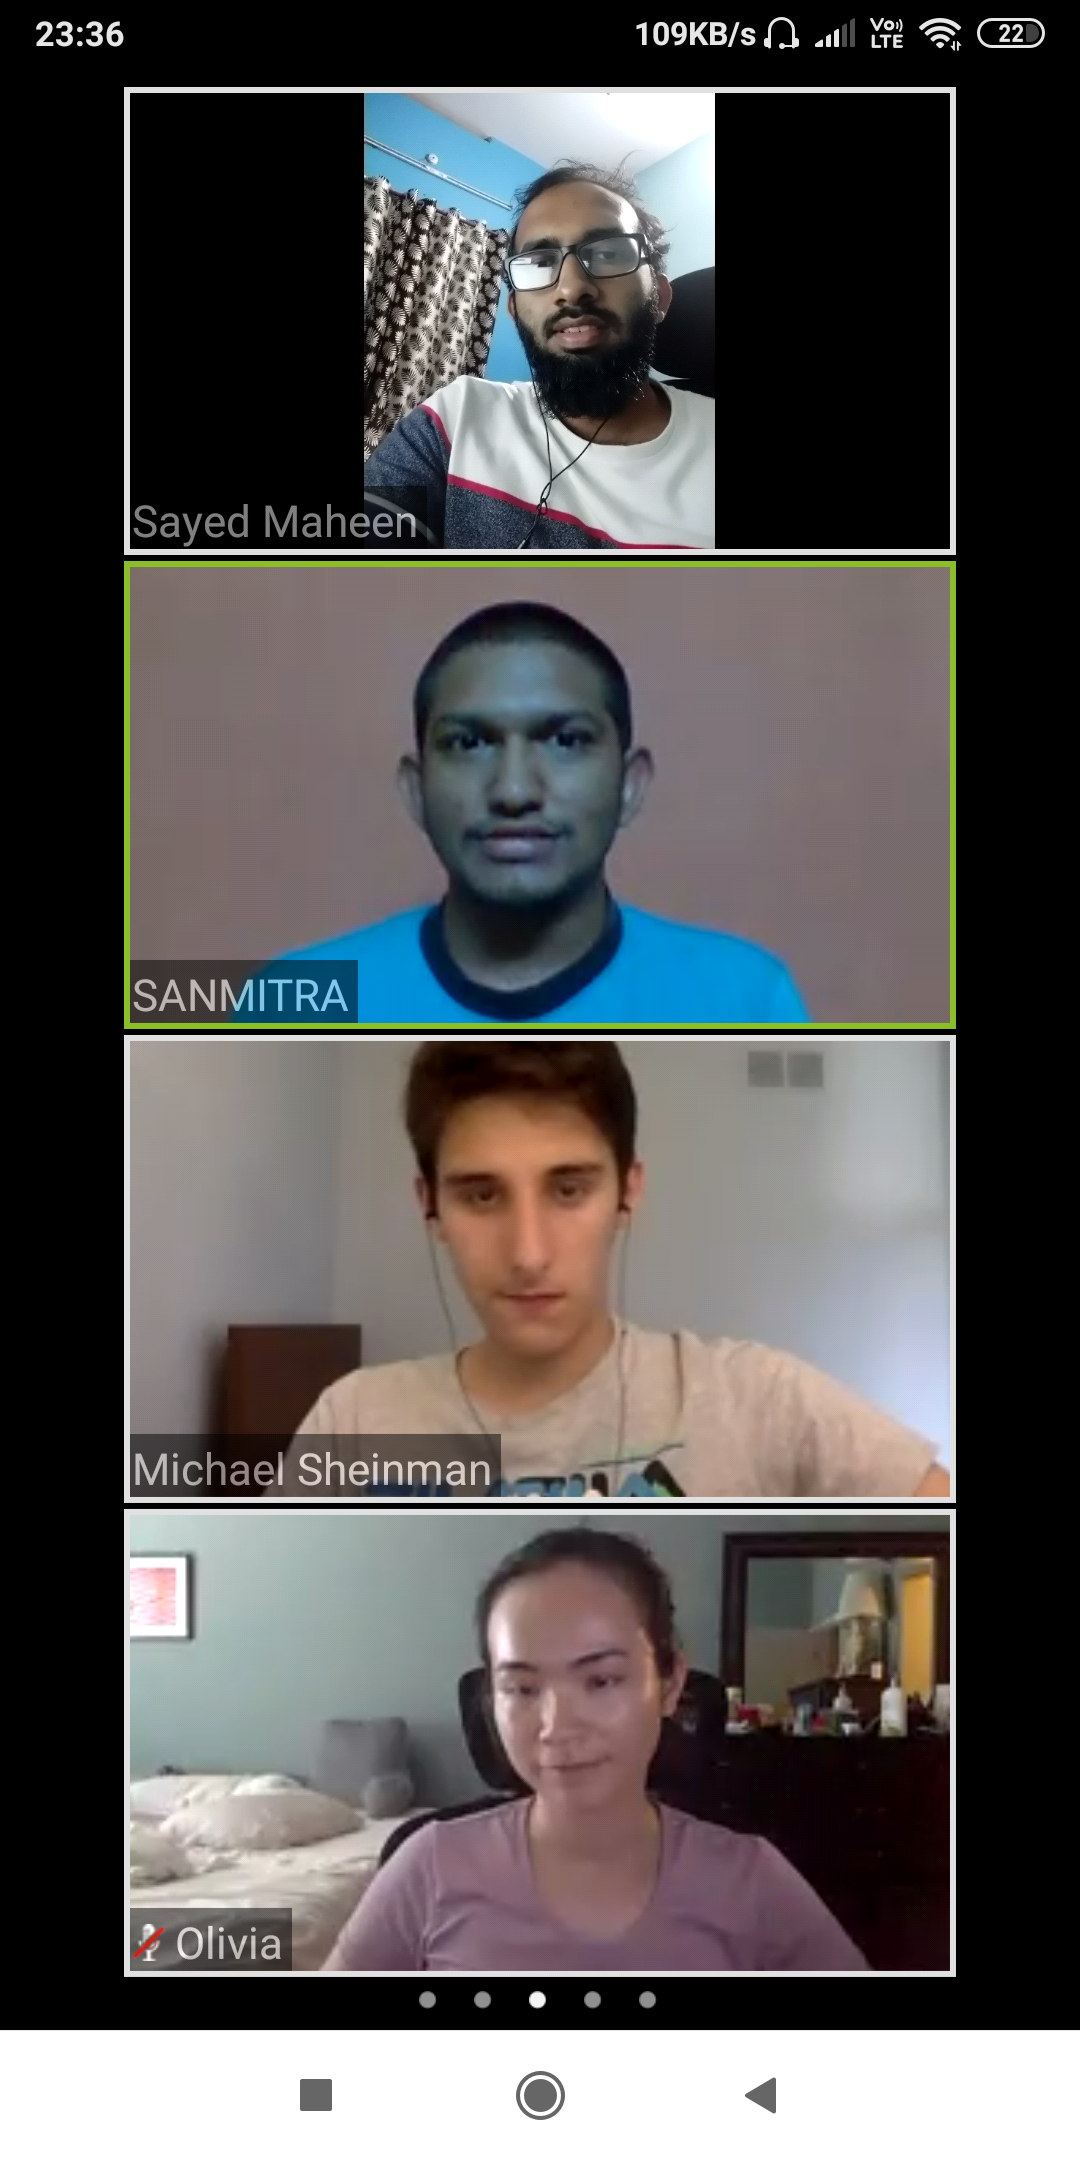 23:36
109KB/s
Vo))
LTE
22
Sayed Maheen
SANMITRA
Michael Sheinman
Olivia